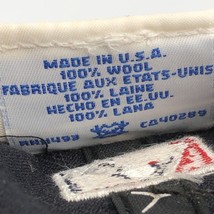 MADE IN U.S.A.
100% WOOL
FABRIQUE AUX ETATS-UNIS
100% LAINE
HECHO EN EE.UU.
100% LANA
CA40289